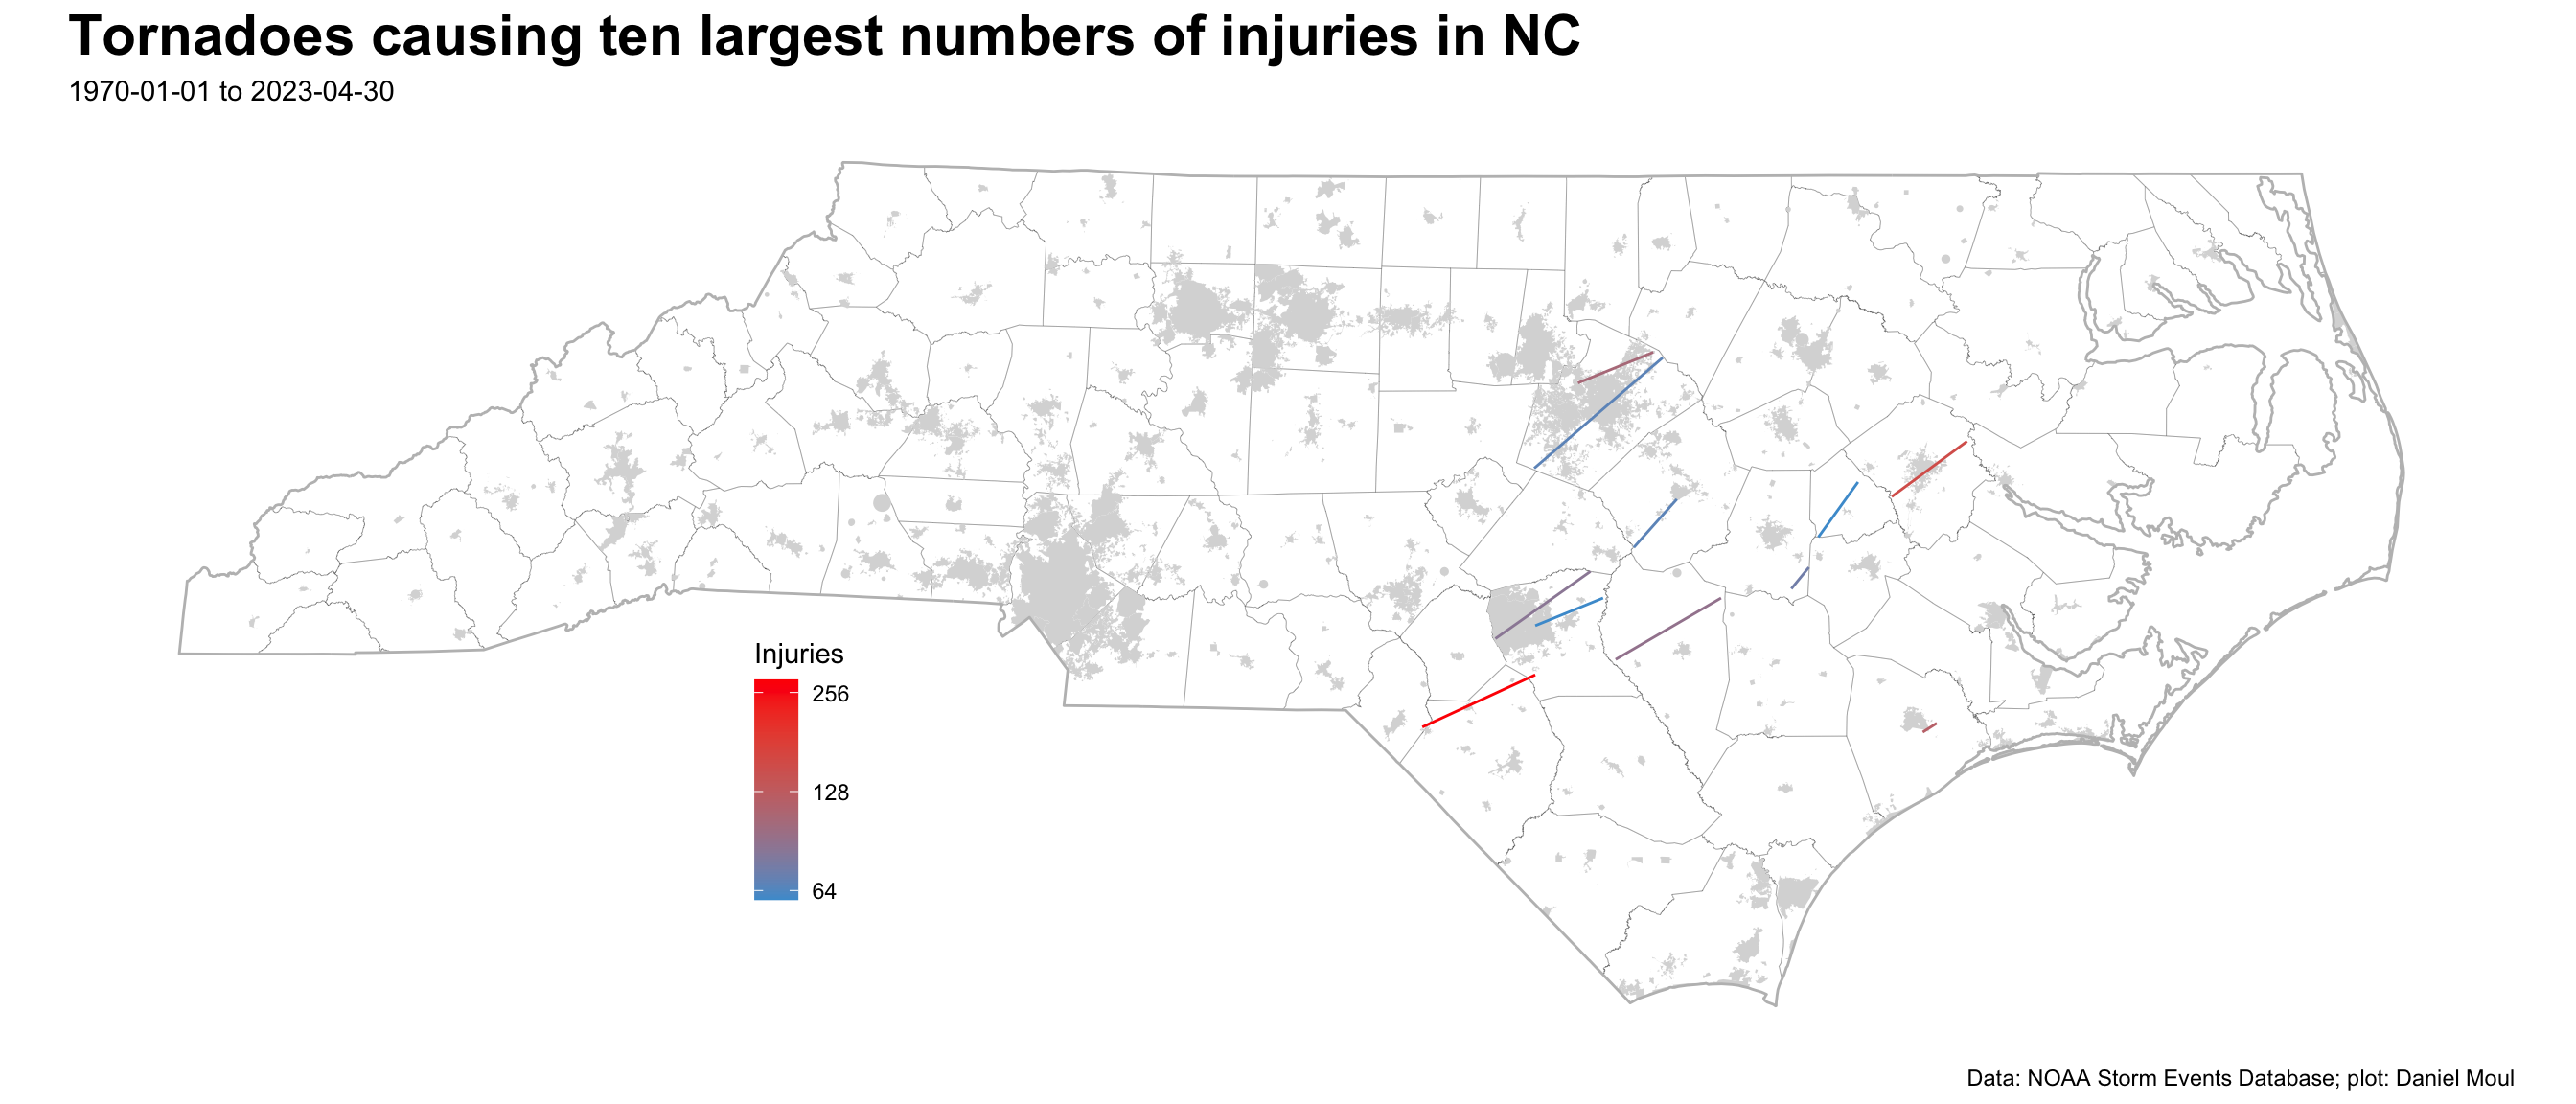 Tornadoes causing ten largest numbers of injuries in NC
1970-01-01 to 2023-04-30
Injuries
256
128
64
Data: NOAA Storm Events Database; plot: Daniel Moul